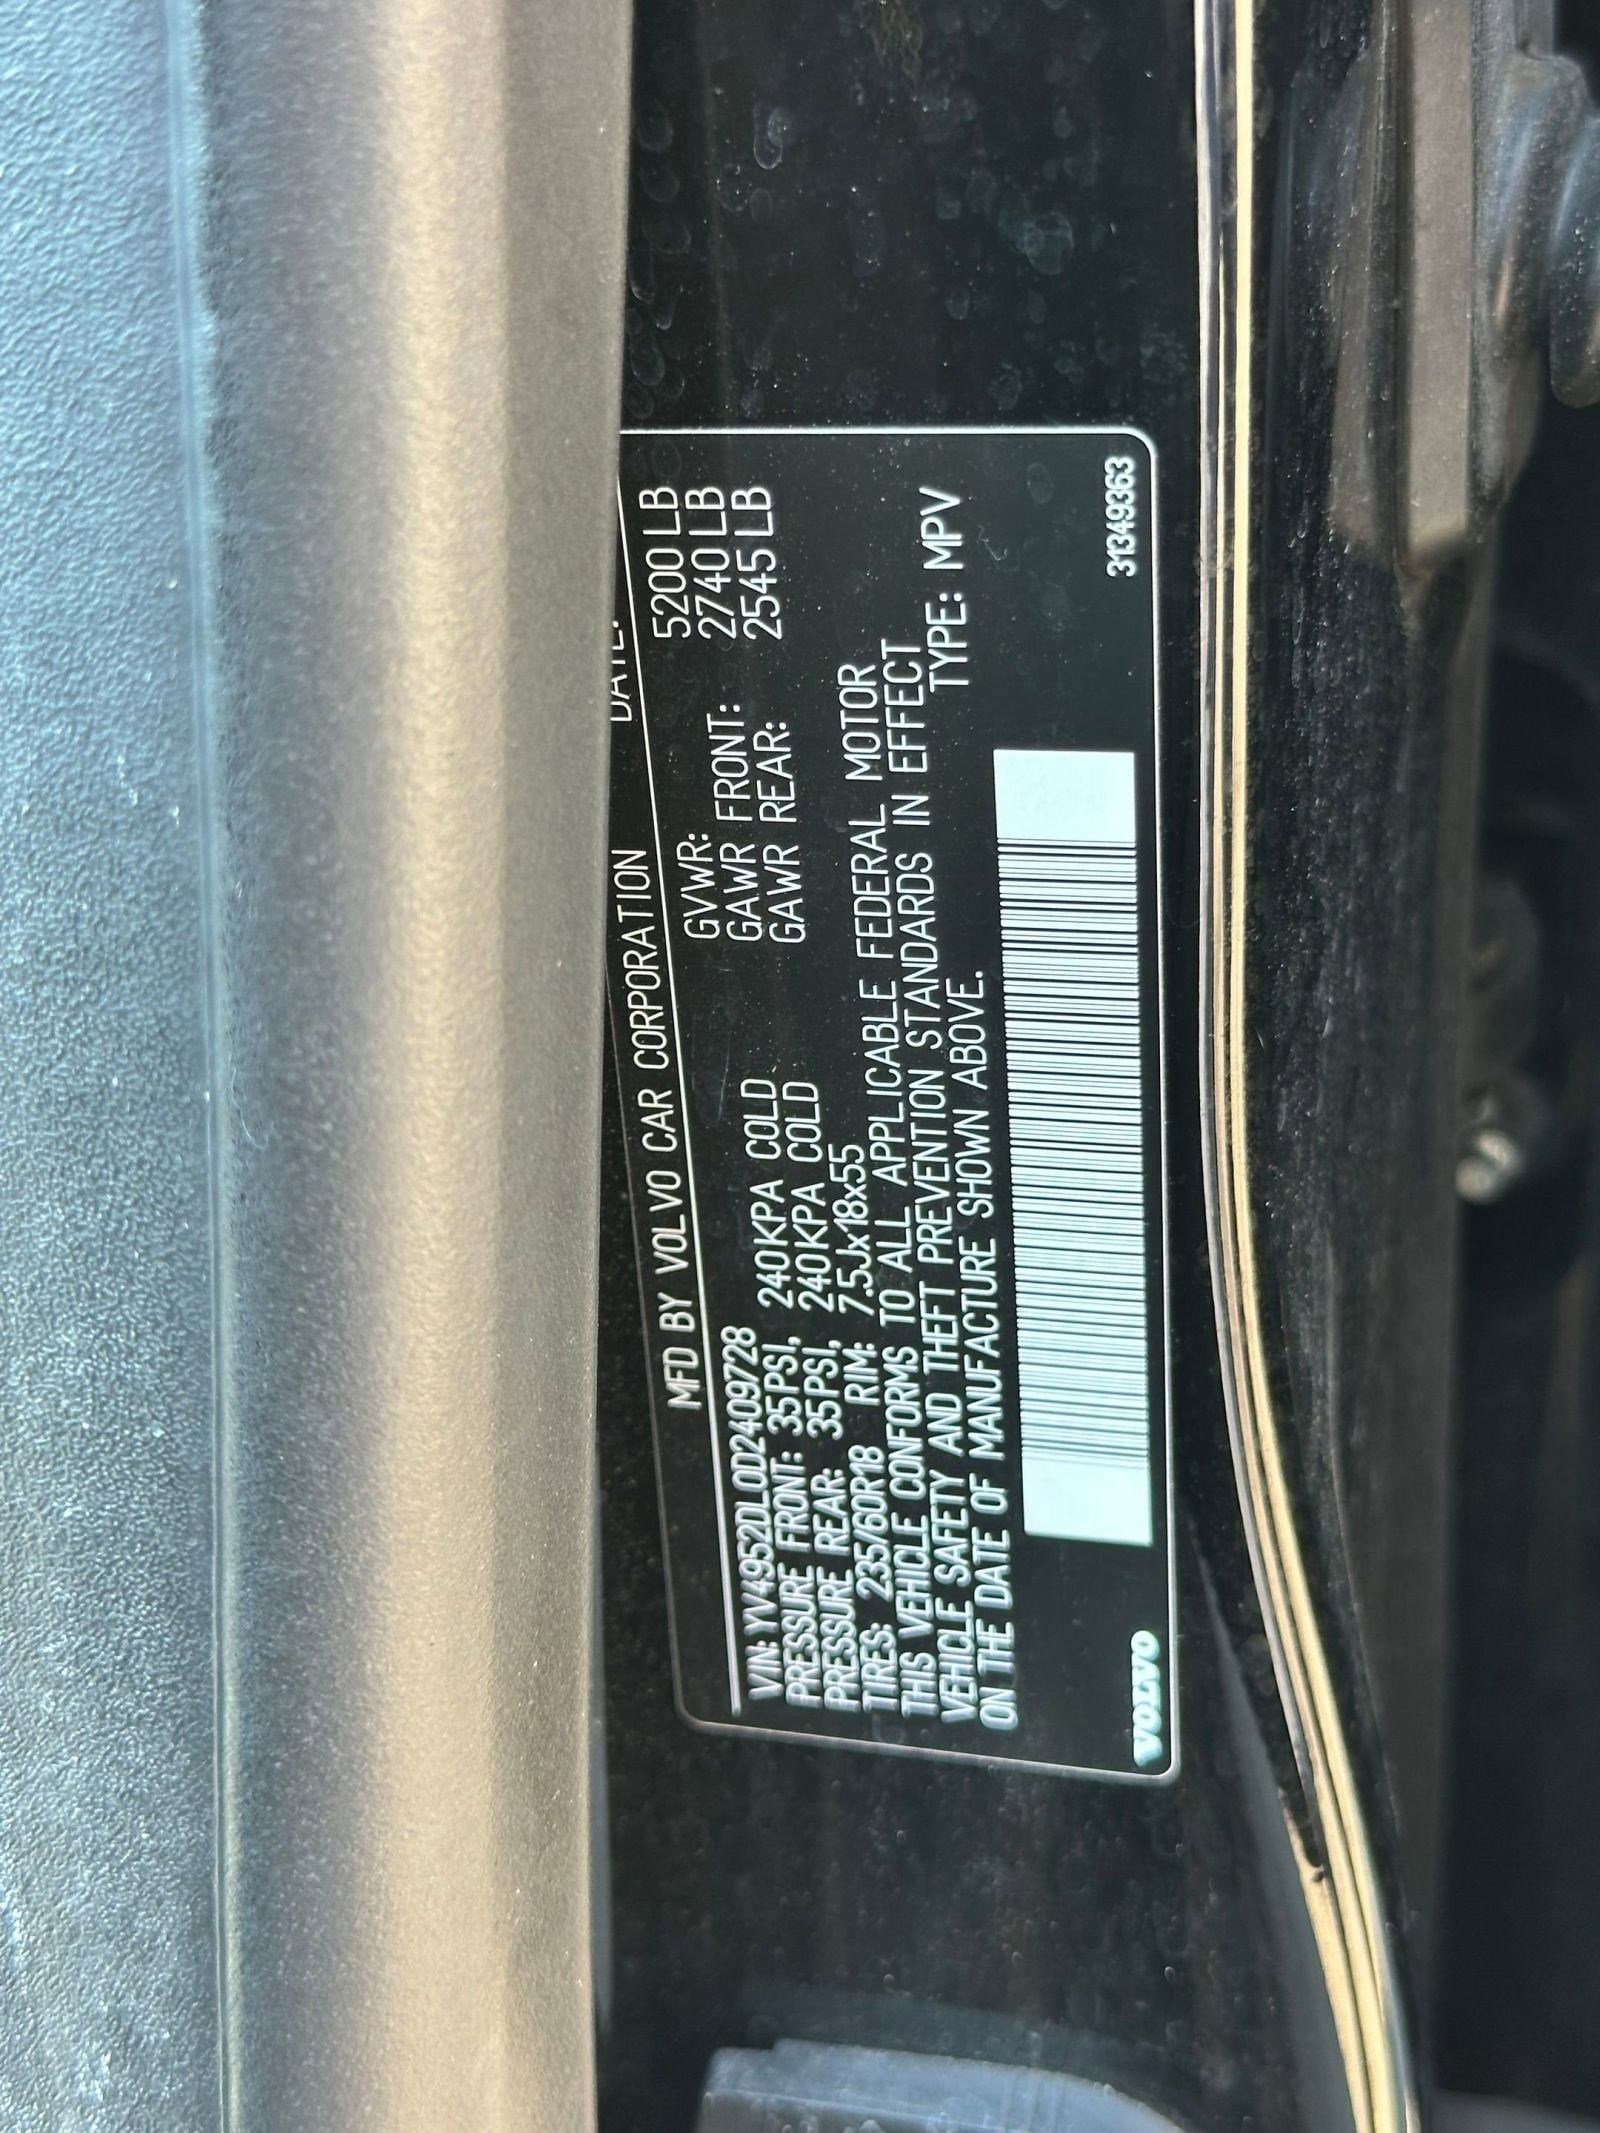 MFD BY VOLVO CAR CORPORATION DATE:
VIN: YV4952DL0D2409728
GVWR: 5200 LB
PRESSURE FRONT: 35PSI, 240KPA COLD GAWR FRONT: 2740 LB
PRESSURE REAR: 35PSI, 240KPA COLD GAWR REAR: 2545 LB
TIRES: 235/60R18 RIM: 7.5Jx18x55
THIS VEHICLE CONFORMS TO ALL APPLICABLE FEDERAL MOTOR
VEHICLE SAFETY AND THEFT PREVENTION STANDARDS IN EFFECT
ON THE DATE OF MANUFACTURE SHOWN ABOVE. TYPE: MPV
VOLVO 31349363